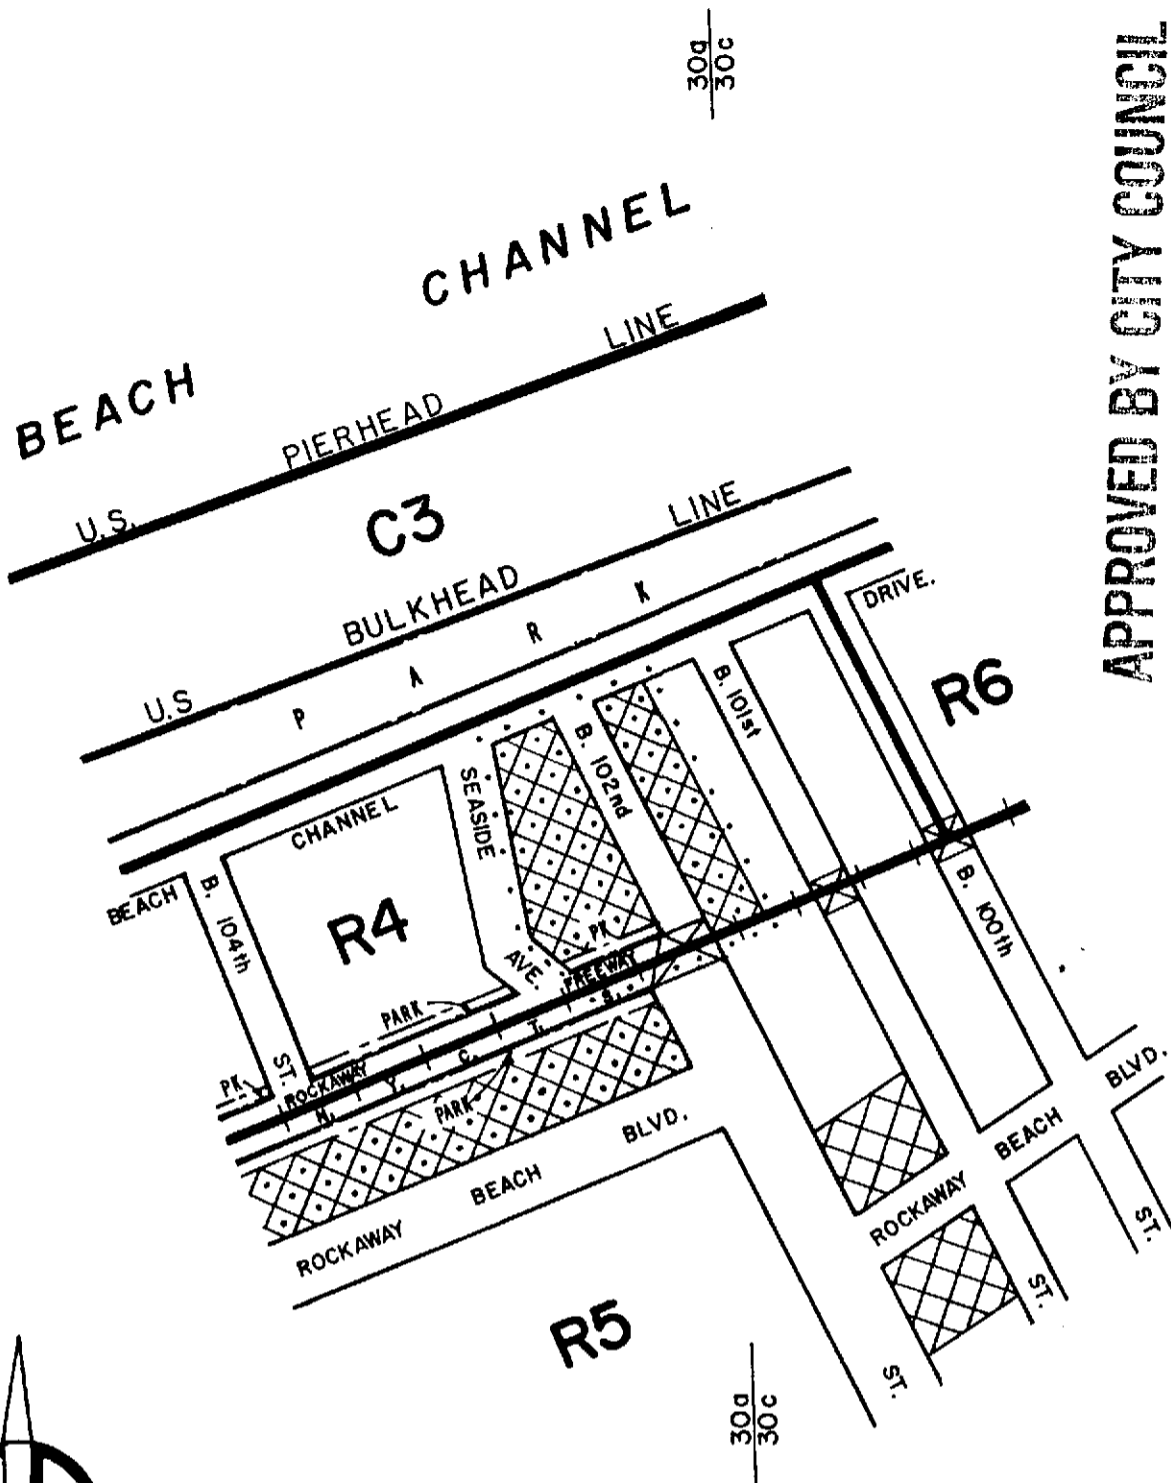 30a
30c
APPROVED BY CITY COUNCIL
BEACH CHANNEL
U.S. PIERHEAD LINE
C3
U.S BULKHEAD LINE
P A R K
BEACH CHANNEL DRIVE.
R6
B. 101st
B. 102nd
SEASIDE AVE.
B. 104th ST.
R4
B. 100th
PK
FREEWAY
PARK
PK
ROCKAWAY
N. Y. C. T. S.
PARK
ROCKAWAY BEACH BLVD.
ROCKAWAY BEACH BLVD.
ST.
ST.
ST.
R5
30a
30c